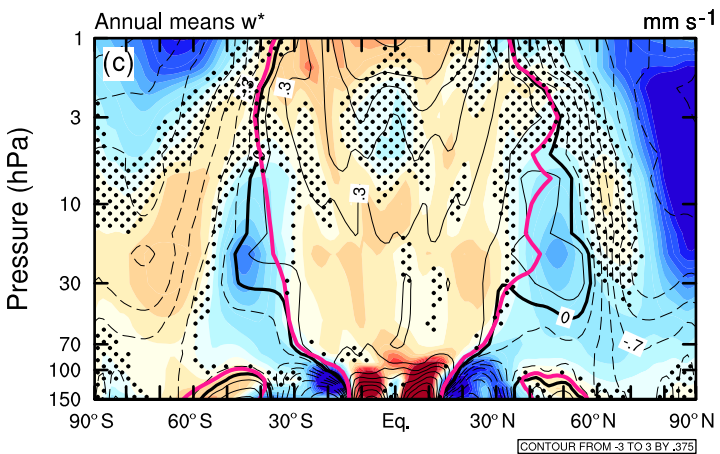 Annual means w* mm s-1
(c)
1
3
10
30
70
100
150
Pressure (hPa)
.3
.3
0
-.7
90°S 60°S 30°S Eq. 30°N 60°N 90°N
CONTOUR FROM -3 TO 3 BY .375